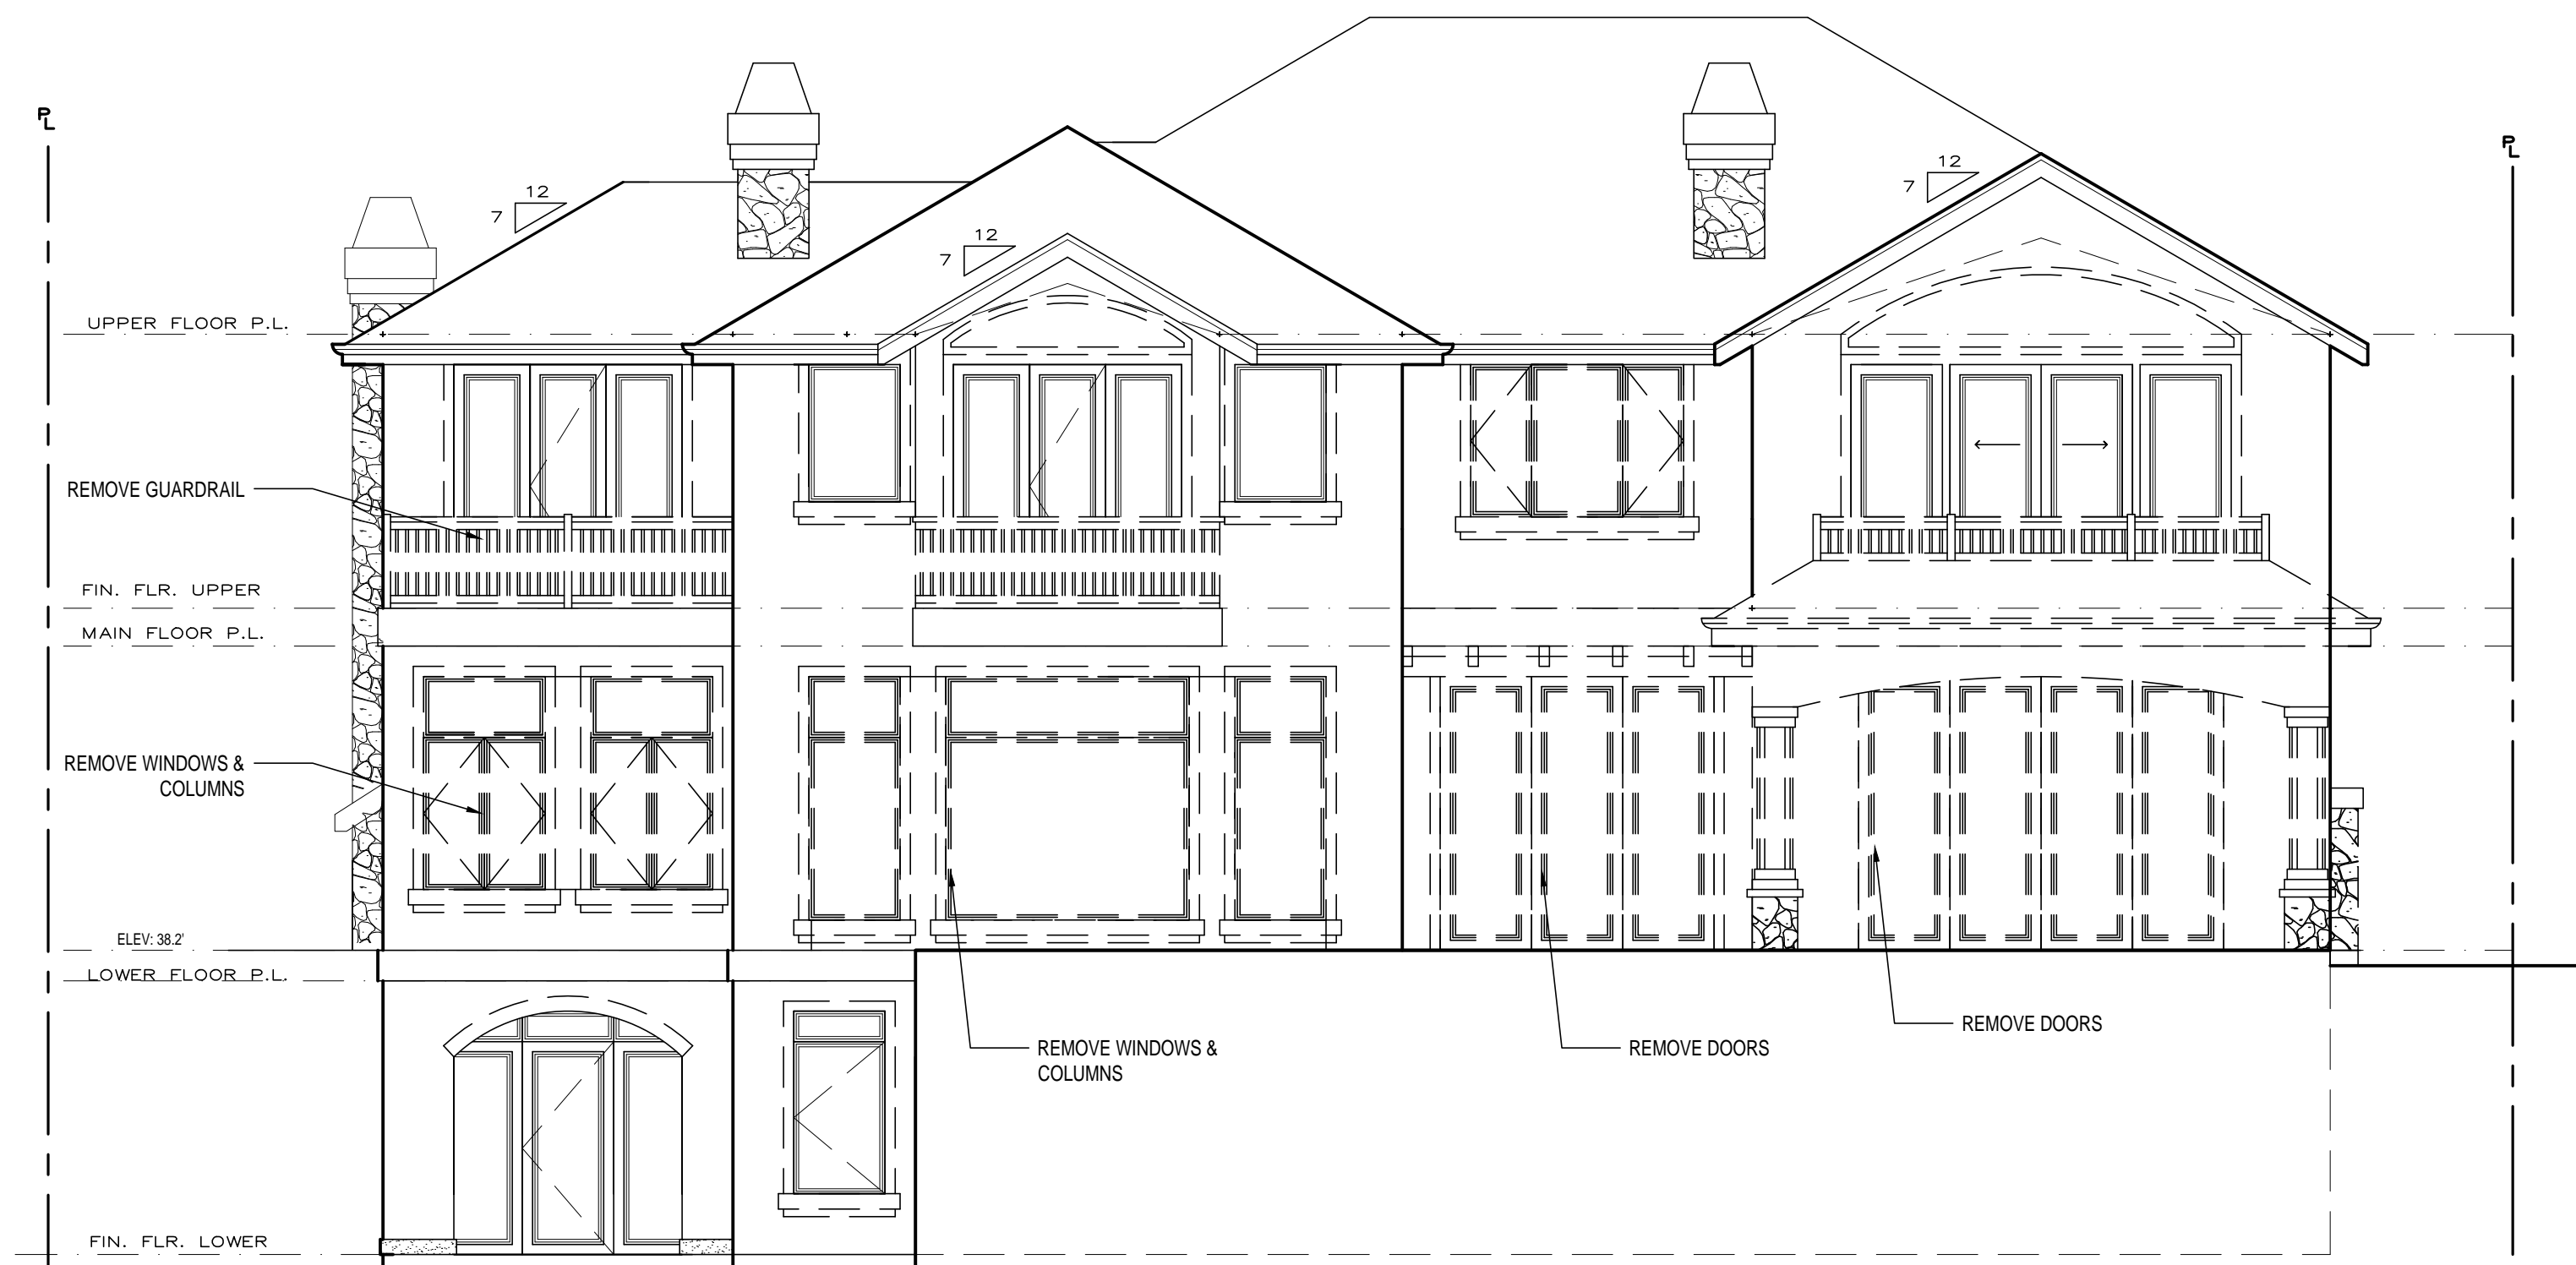 PL
PL
12
7
12
7
12
7
UPPER FLOOR P.L.
REMOVE GUARDRAIL
FIN. FLR. UPPER
MAIN FLOOR P.L.
REMOVE WINDOWS &
COLUMNS
ELEV: 38.2'
LOWER FLOOR P.L.
REMOVE WINDOWS &
COLUMNS
REMOVE DOORS
REMOVE DOORS
FIN. FLR. LOWER